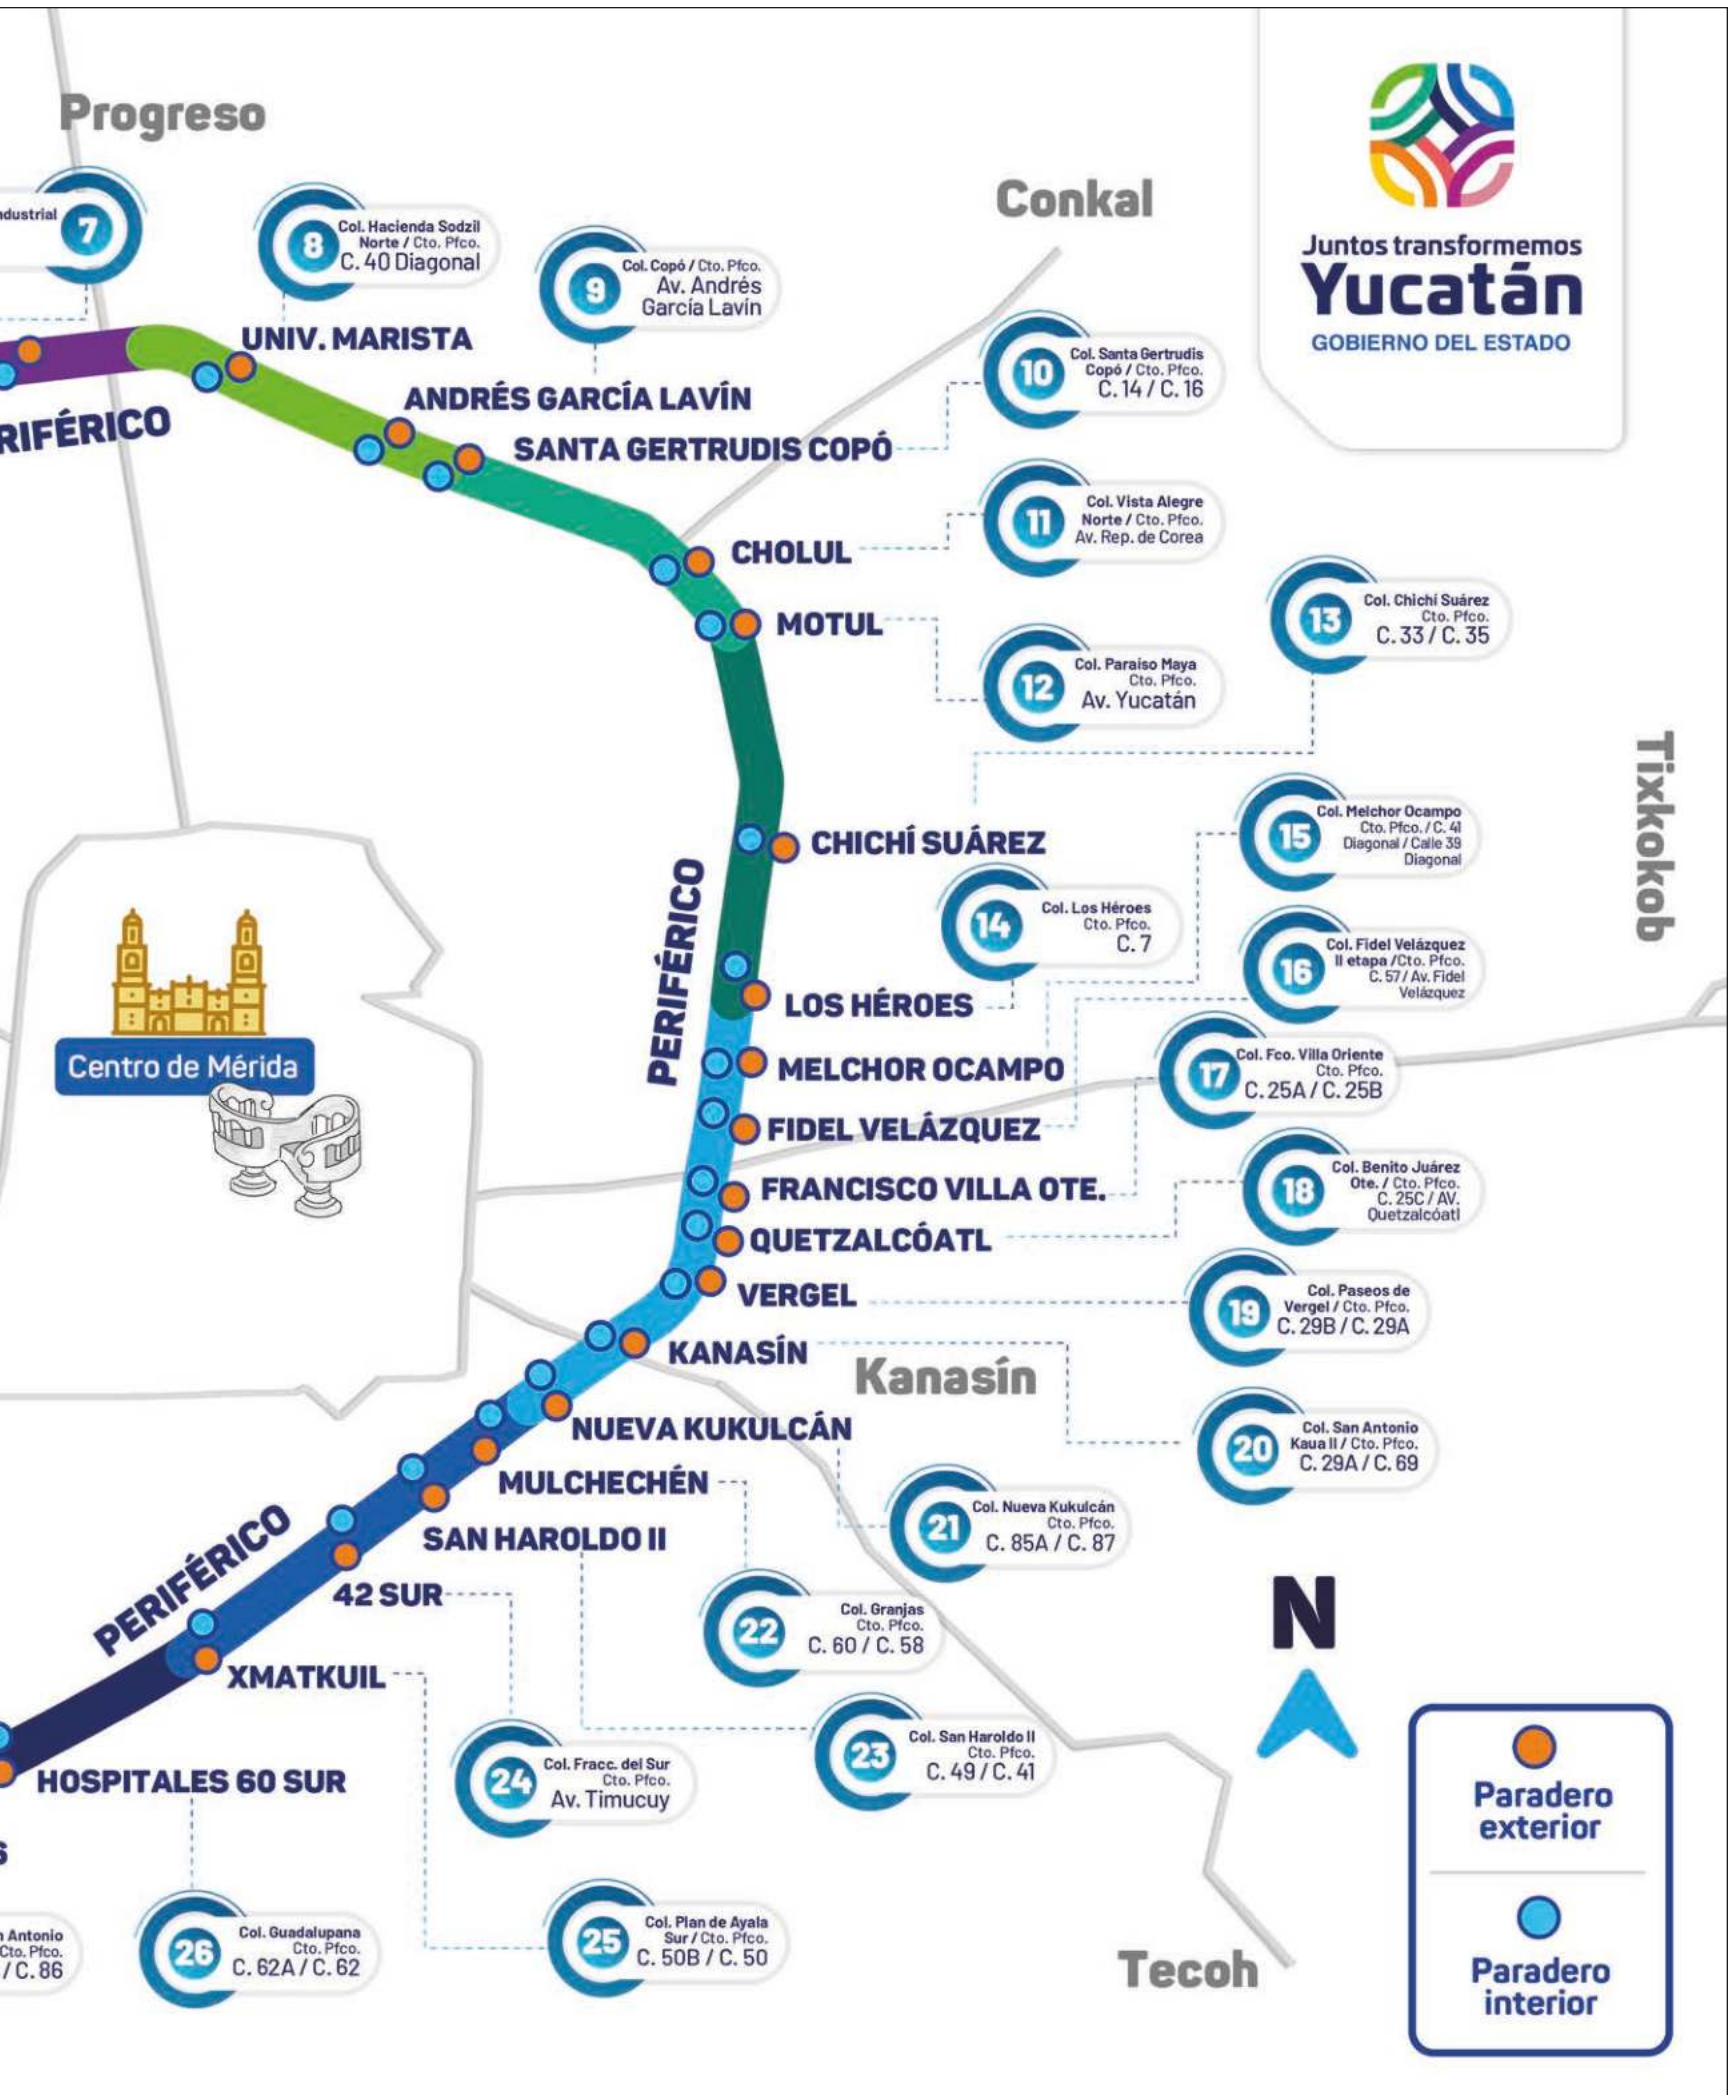 Progreso
7
8
Col. Hacienda Sodzil
Norte / Cto. Pfco.
C. 40 Diagonal
9
Col. Copó / Cto. Pfco.
Av. Andrés
García Lavín
Conkal
Juntos transformemos
Yucatán
GOBIERNO DEL ESTADO
UNIV. MARISTA
10
Col. Santa Gertrudis
Copó / Cto. Pfco.
C. 14 / C. 16
ANDRÉS GARCÍA LAVÍN
SANTA GERTRUDIS COPÓ
11
Col. Vista Alegre
Norte / Cto. Pfco.
Av. Rep. de Corea
CHOLUL
MOTUL
12
Col. Paraiso Maya
Cto. Pfco.
Av. Yucatán
13
Col. Chichí Suárez
Cto. Pfco.
C. 33 / C. 35
Tixkokob
CHICHÍ SUÁREZ
15
Col. Melchor Ocampo
Cto. Pfco. / C. 41
Diagonal / Calle 39
Diagonal
PERIFÉRICO
14
Col. Los Héroes
Cto. Pfco.
C. 7
16
Col. Fidel Velázquez
II etapa /Cto. Pfco.
C. 57 / Av. Fidel
Velázquez
LOS HÉROES
MELCHOR OCAMPO
17
Col. Fco. Villa Oriente
Cto. Pfco.
C. 25A / C. 25B
Centro de Mérida
FIDEL VELÁZQUEZ
FRANCISCO VILLA OTE.
18
Col. Benito Juárez
Ote. / Cto. Pfco.
C. 25C / AV.
Quetzalcóatl
QUETZALCÓATL
VERGEL
19
Col. Paseos de
Vergel / Cto. Pfco.
C. 29B / C. 29A
KANASÍN
Kanasín
20
Col. San Antonio
Kaua II / Cto. Pfco.
C. 29A / C. 69
NUEVA KUKULCÁN
MULCHECHÉN
21
Col. Nueva Kukulcán
Cto. Pfco.
C. 85A / C. 87
SAN HAROLDO II
PERIFÉRICO
42 SUR
22
Col. Granjas
Cto. Pfco.
C. 60 / C. 58
N
XMATKUIL
23
Col. San Haroldo II
Cto. Pfco.
C. 49 / C. 41
24
Col. Fracc. del Sur
Cto. Pfco.
Av. Timucuy
HOSPITALES 60 SUR
Paradero
exterior
Antonio
Cto. Pfco.
/ C. 86
26
Col. Guadalupana
Cto. Pfco.
C. 62A / C. 62
25
Col. Plan de Ayala
Sur / Cto. Pfco.
C. 50B / C. 50
Tecoh
Paradero
interior